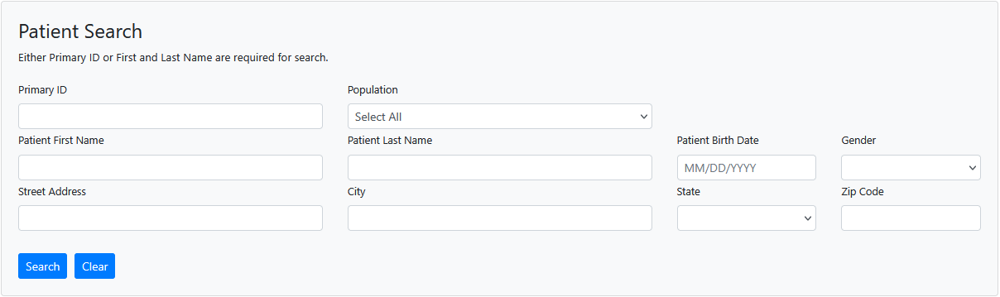 Patient Search
Either Primary ID or First and Last Name are required for search.
Primary ID Population
Select All
Patient First Name Patient Last Name Patient Birth Date Gender
MM/DD/YYYY
Street Address City State Zip Code
Search Clear